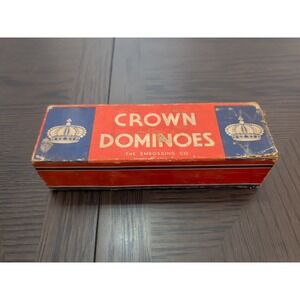 CROWN
DOMINOES
THE EMBOSSING CO